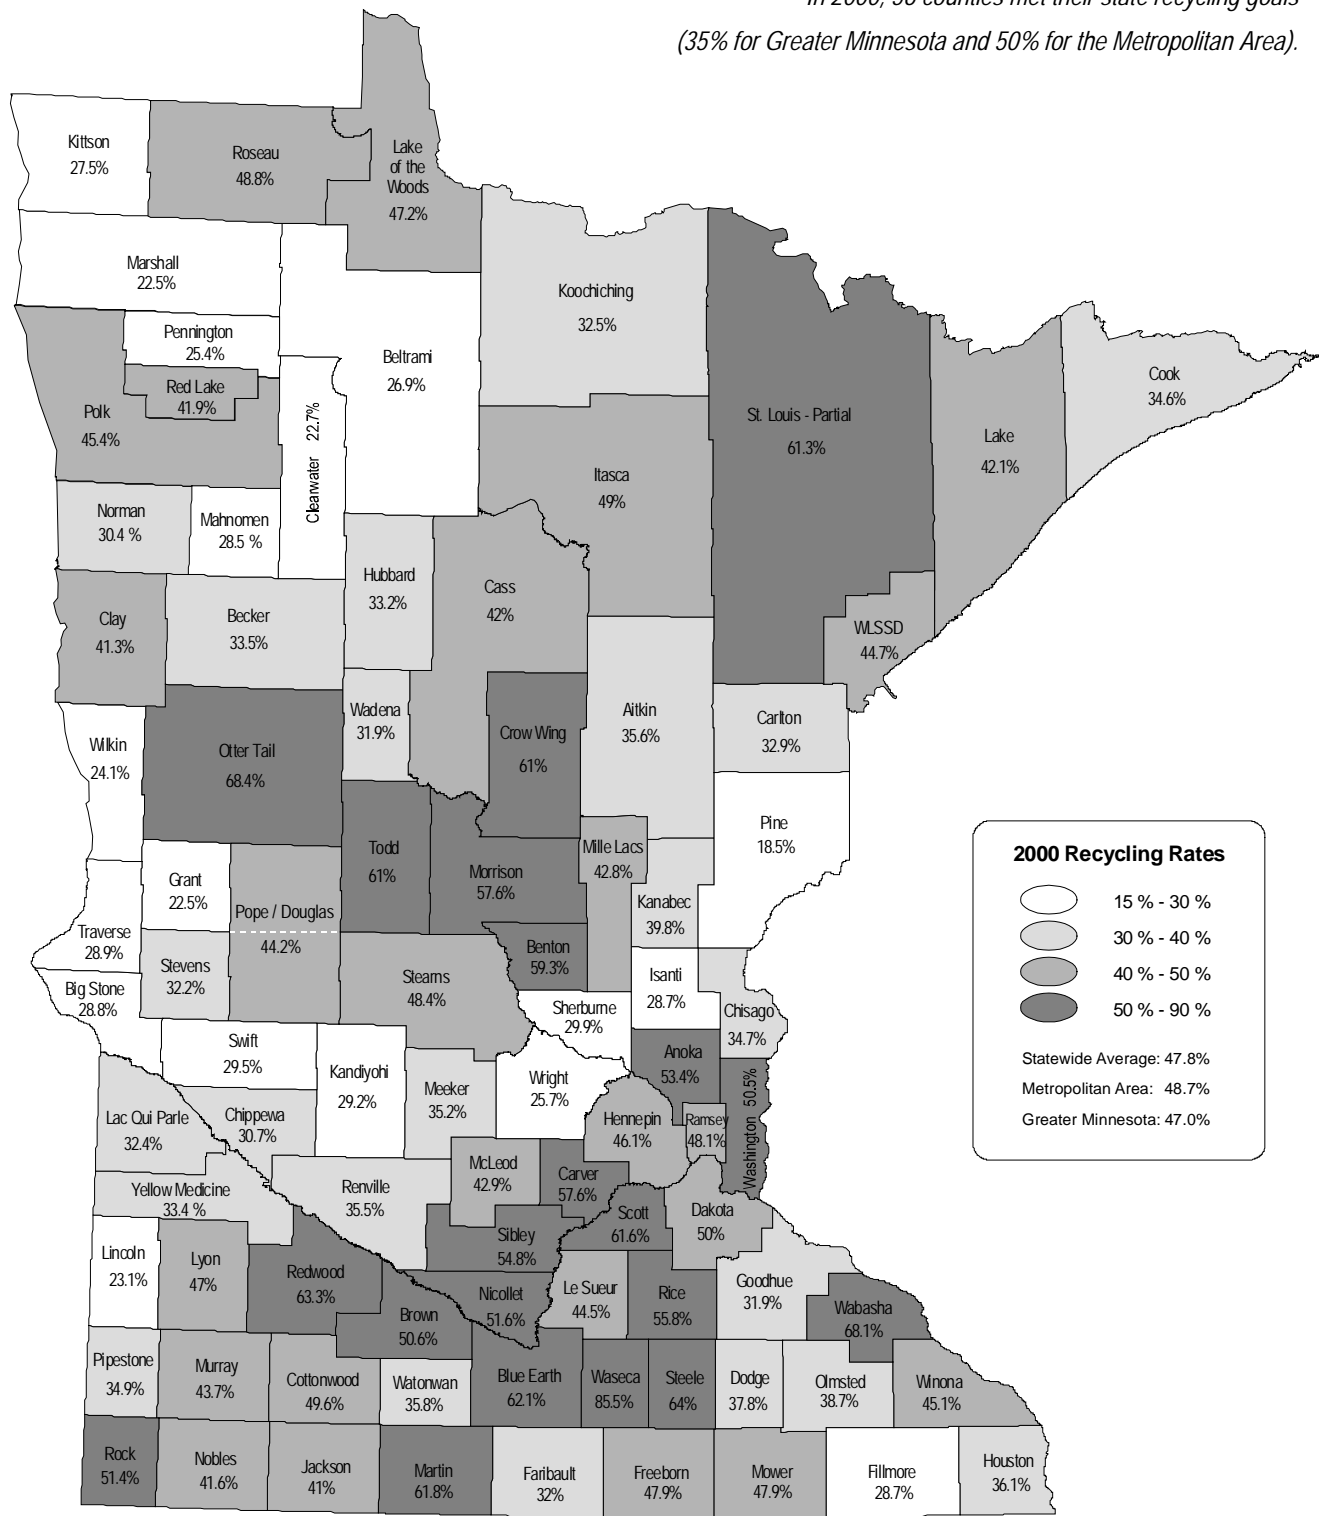 In 2000, 56 counties met their state recycling goals
(35% for Greater Minnesota and 50% for the Metropolitan Area).
Kittson
27.5%
Roseau
48.8%
Lake
of the
Woods
47.2%
Marshall
22.5%
Koochiching
32.5%
Pennington
25.4%
Beltrami
26.9%
Red Lake
41.9%
Polk
45.4%
Clearwater 22.7%
St. Louis - Partial
61.3%
Lake
42.1%
Cook
34.6%
Itasca
49%
Norman
30.4 %
Mahnomen
28.5 %
Hubbard
33.2%
Cass
42%
Clay
41.3%
Becker
33.5%
WLSSD
44.7%
Wadena
31.9%
Crow Wing
61%
Aitkin
35.6%
Carlton
32.9%
Wilkin
24.1%
Otter Tail
68.4%
Pine
18.5%
Todd
61%
Morrison
57.6%
Mille Lacs
42.8%
Kanabec
39.8%
Grant
22.5%
Pope / Douglas
44.2%
Traverse
28.9%
Stevens
32.2%
Benton
59.3%
Stearns
48.4%
Isanti
28.7%
Big Stone
28.8%
Sherburne
29.9%
Chisago
34.7%
Swift
29.5%
Kandiyohi
29.2%
Meeker
35.2%
Wright
25.7%
Anoka
53.4%
Washington 50.5%
Lac Qui Parle
32.4%
Chippewa
30.7%
Hennepin
46.1%
Ramsey
48.1%
McLeod
42.9%
Carver
57.6%
Yellow Medicine
33.4 %
Renville
35.5%
Scott
61.6%
Dakota
50%
Lincoln
23.1%
Lyon
47%
Redwood
63.3%
Sibley
54.8%
Nicollet
51.6%
Le Sueur
44.5%
Rice
55.8%
Goodhue
31.9%
Wabasha
68.1%
Brown
50.6%
Pipestone
34.9%
Murray
43.7%
Cottonwood
49.6%
Watonwan
35.8%
Blue Earth
62.1%
Waseca
85.5%
Steele
64%
Dodge
37.8%
Olmsted
38.7%
Winona
45.1%
Rock
51.4%
Nobles
41.6%
Jackson
41%
Martin
61.8%
Faribault
32%
Freeborn
47.9%
Mower
47.9%
Fillmore
28.7%
Houston
36.1%
2000 Recycling Rates
15 % - 30 %
30 % - 40 %
40 % - 50 %
50 % - 90 %
Statewide Average: 47.8%
Metropolitan Area: 48.7%
Greater Minnesota: 47.0%